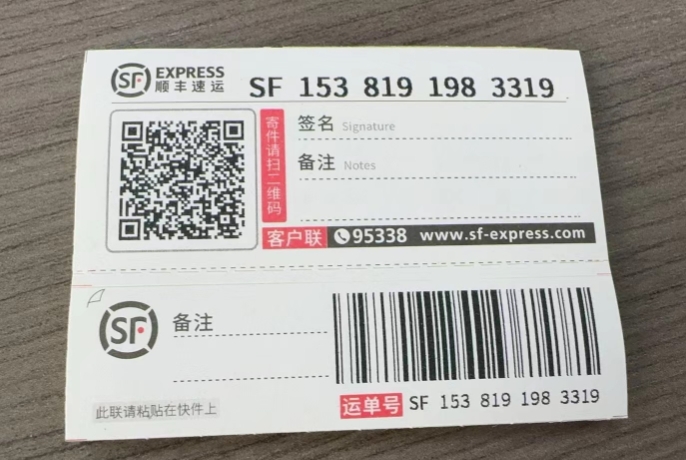 SF EXPRESS
顺丰速运
SF 153 819 198 3319
寄件请扫二维码
签名 Signature
备注 Notes
客户联 95338 www.sf-express.com
SF
备注
此联请粘贴在快件上
运单号 SF 153 819 198 3319